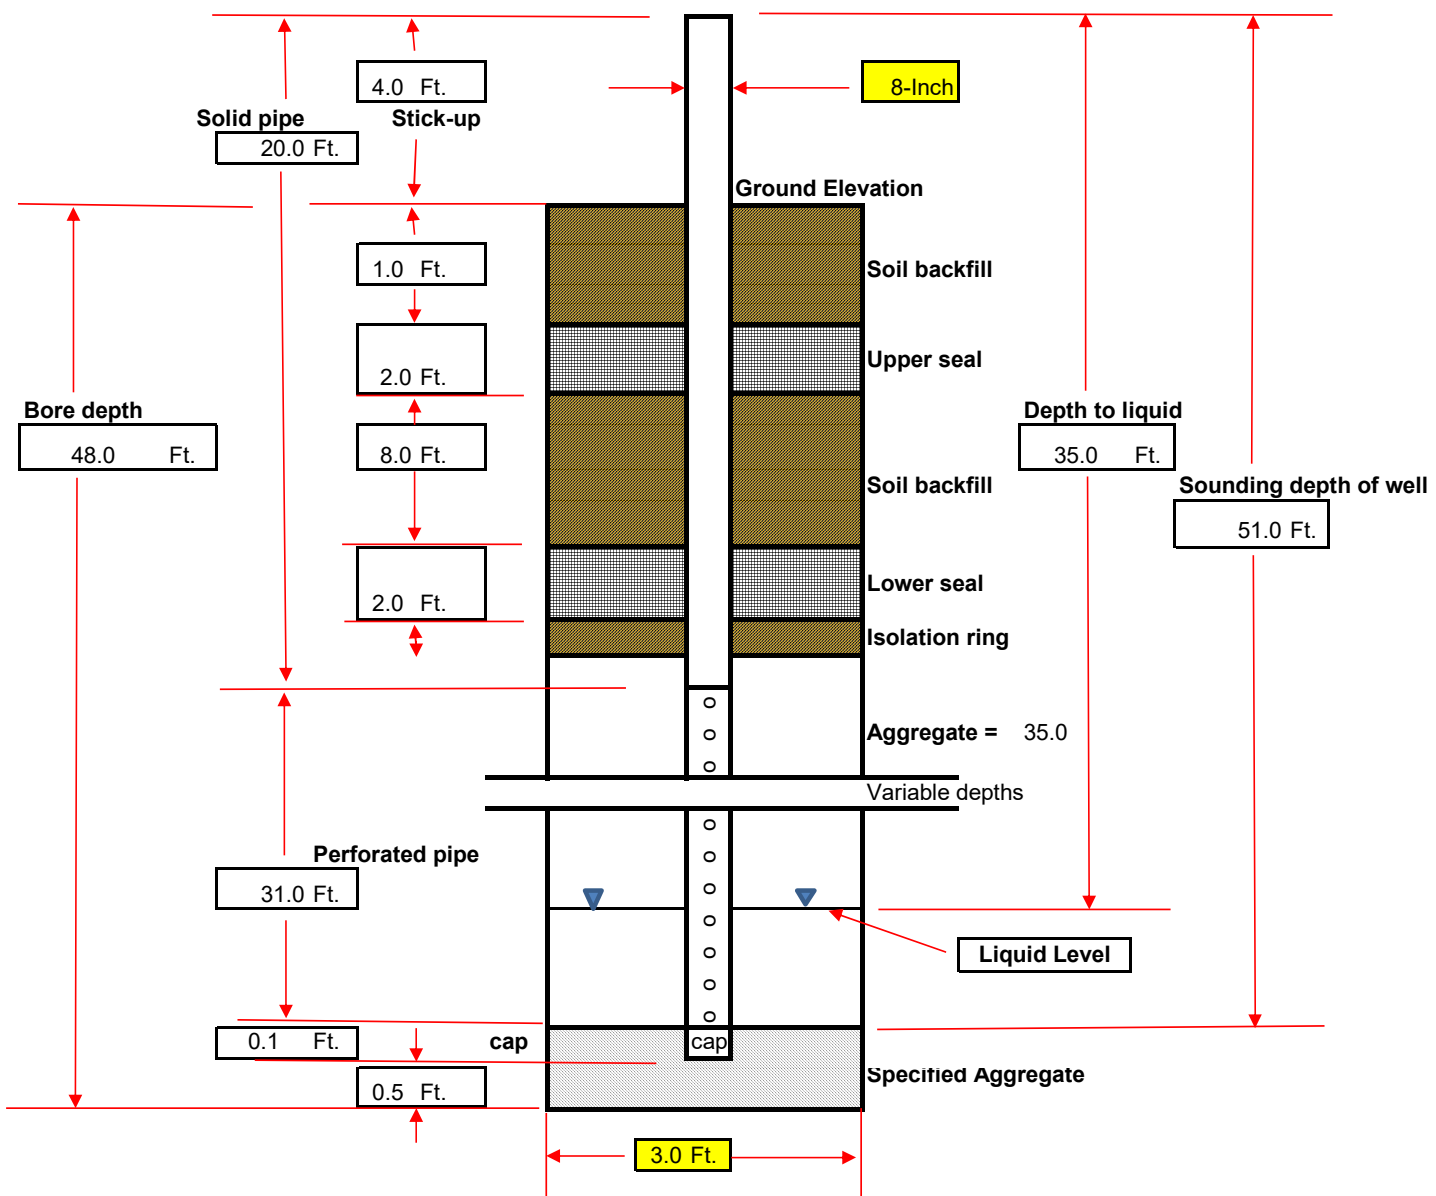 4.0 Ft.
8-Inch
Solid pipe
Stick-up
20.0 Ft.
Ground Elevation
1.0 Ft.
Soil backfill
Upper seal
2.0 Ft.
Bore depth
Depth to liquid
48.0 Ft.
8.0 Ft.
35.0 Ft.
Soil backfill
Sounding depth of well
51.0 Ft.
Lower seal
2.0 Ft.
Isolation ring
o
Aggregate = 35.0
o
o
Variable depths
o
o
Perforated pipe
31.0 Ft.
o
o
Liquid Level
o
o
o
0.1 Ft.
cap
cap
Specified Aggregate
0.5 Ft.
3.0 Ft.